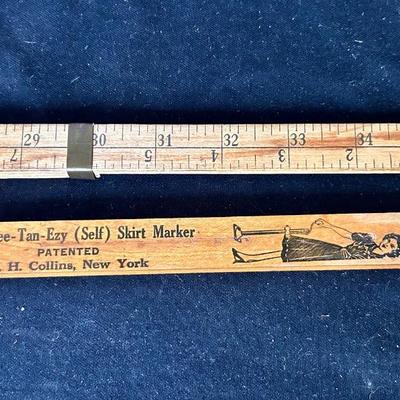 29 30 31 32 33 34
7 5 4 3 2
ee-Tan-Ezy (Self) Skirt Marker
PATENTED
. H. Collins, New York